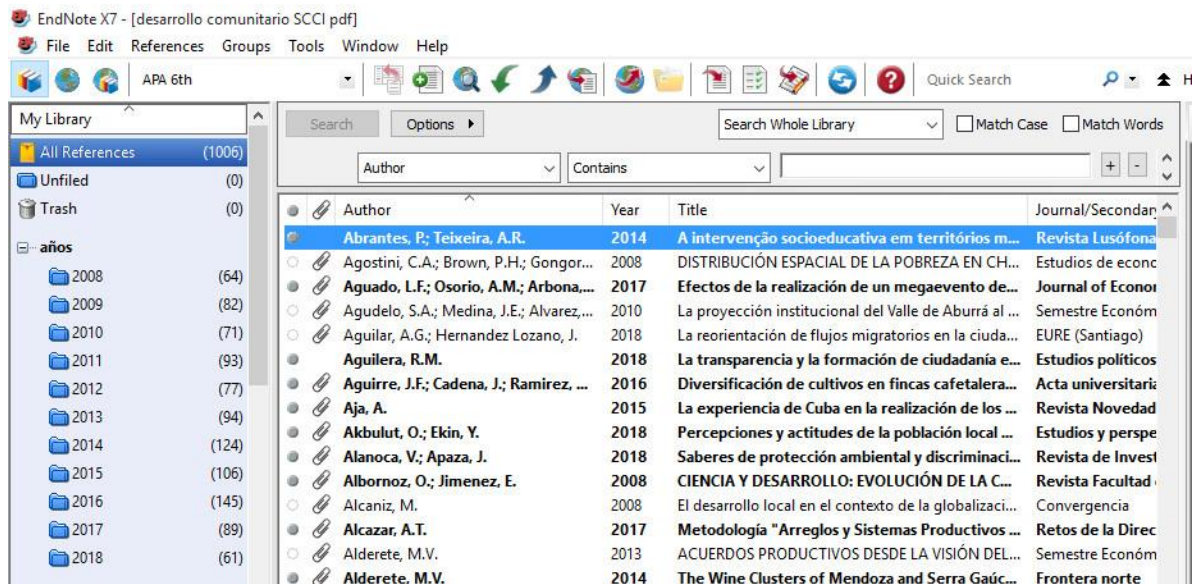 EndNote X7 - [desarrollo comunitario SCCI pdf]
File Edit References Groups Tools Window Help
APA 6th
Quick Search
H
My Library
All References (1006)
Unfiled (0)
Trash (0)
años
2008 (64)
2009 (82)
2010 (71)
2011 (93)
2012 (77)
2013 (94)
2014 (124)
2015 (106)
2016 (145)
2017 (89)
2018 (61)
Search Options Search Whole Library Match Case Match Words
Author Contains + -
Author Year Title Journal/Secondary
Abrantes, P.; Teixeira, A.R. 2014 A intervenção socioeducativa em territórios m... Revista Lusófona
Agostini, C.A.; Brown, P.H.; Gongor... 2008 DISTRIBUCIÓN ESPACIAL DE LA POBREZA EN CH... Estudios de econc
Aguado, L.F.; Osorio, A.M.; Arbona,... 2017 Efectos de la realización de un megaevento de... Journal of Econor
Agudelo, S.A.; Medina, J.E.; Alvarez,... 2010 La proyección institucional del Valle de Aburrá al ... Semestre Económ
Aguilar, A.G.; Hernandez Lozano, J. 2018 La reorientación de flujos migratorios en la ciuda... EURE (Santiago)
Aguilera, R.M. 2018 La transparencia y la formación de ciudadanía e... Estudios políticos
Aguirre, J.F.; Cadena, J.; Ramirez, ... 2016 Diversificación de cultivos en fincas cafetalera... Acta universitaria
Aja, A. 2015 La experiencia de Cuba en la realización de los ... Revista Novedad
Akbulut, O.; Ekin, Y. 2018 Percepciones y actitudes de la población local ... Estudios y perspe
Alanoca, V.; Apaza, J. 2018 Saberes de protección ambiental y discriminaci... Revista de Invest
Albornoz, O.; Jimenez, E. 2008 CIENCIA Y DESARROLLO: EVOLUCIÓN DE LA C... Revista Facultad
Alcaniz, M. 2008 El desarrollo local en el contexto de la globalizaci... Convergencia
Alcazar, A.T. 2017 Metodología "Arreglos y Sistemas Productivos ... Retos de la Direc
Alderete, M.V. 2013 ACUERDOS PRODUCTIVOS DESDE LA VISIÓN DEL... Semestre Económ
Alderete, M.V. 2014 The Wine Clusters of Mendoza and Serra Gaúc... Frontera norte